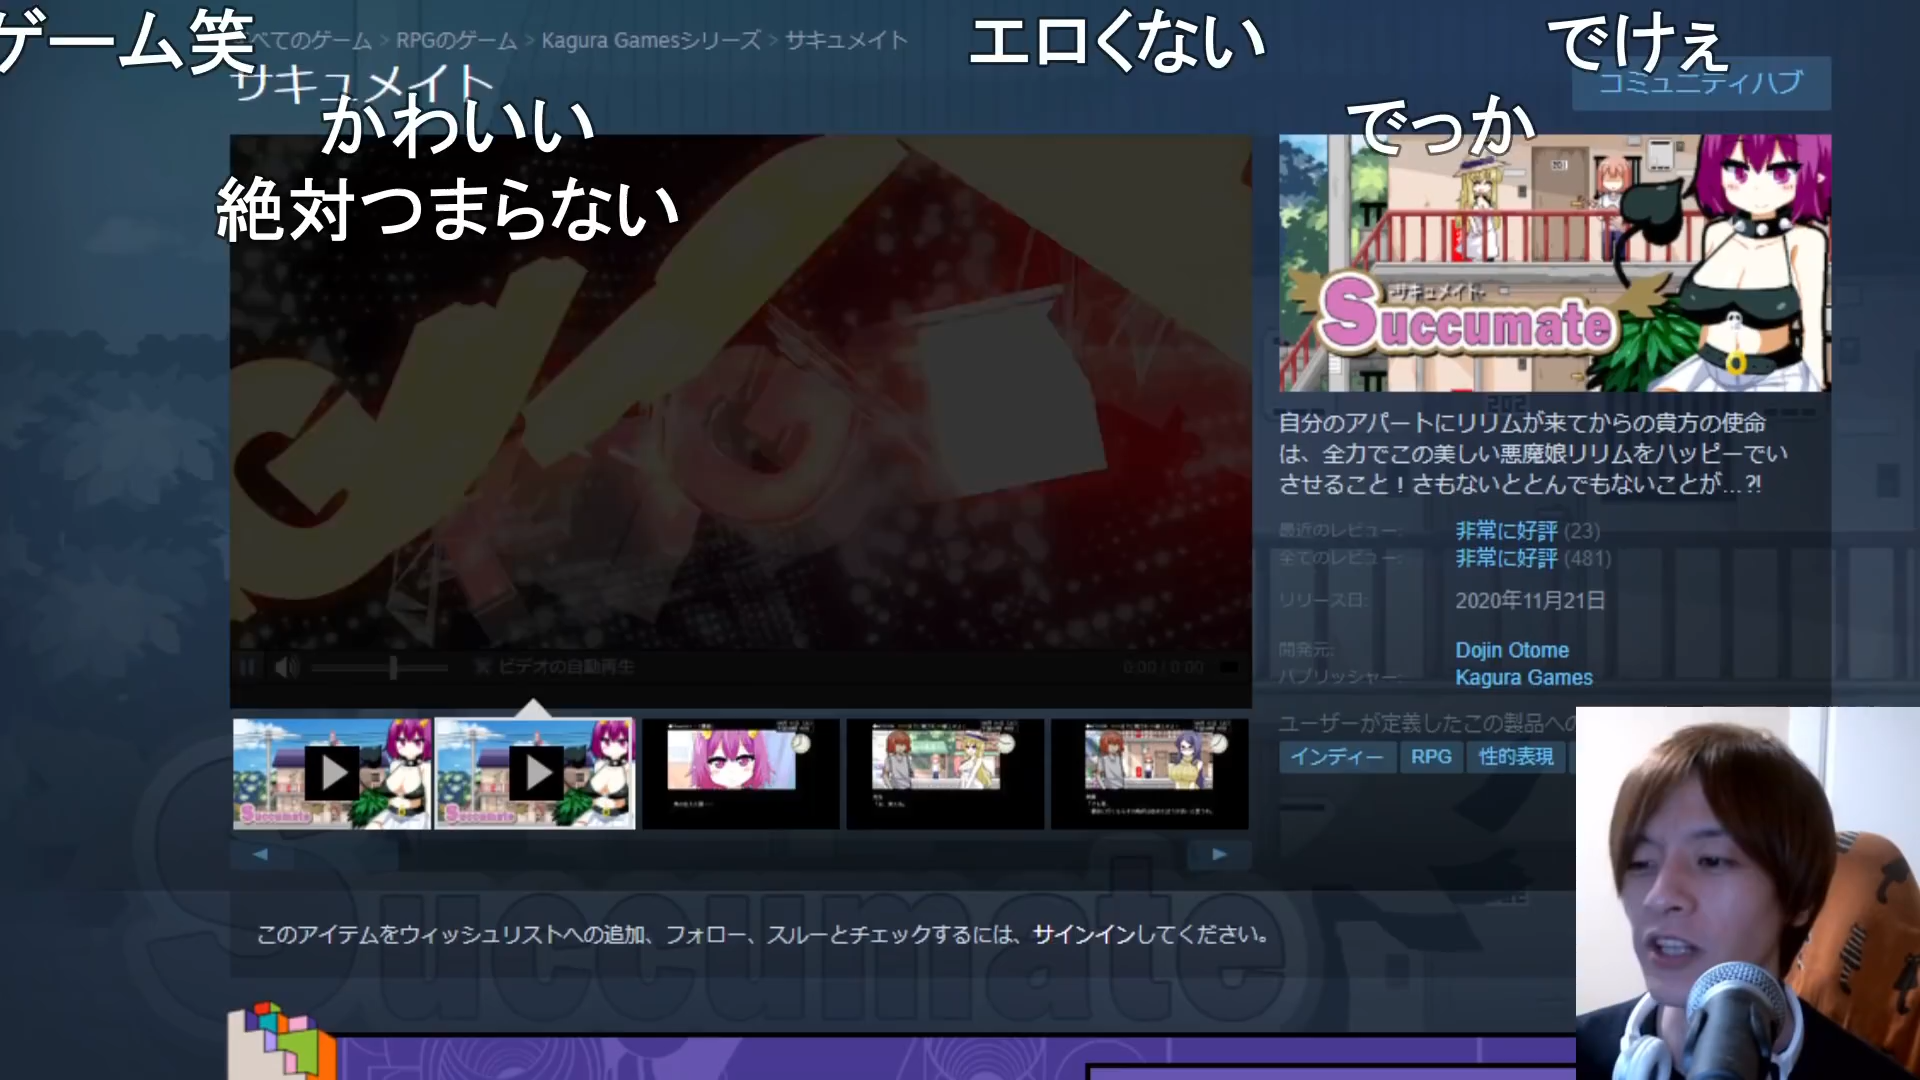 ゲーム笑
エロくない
でけぇ
べてのゲーム > RPGのゲーム > Kagura Gamesシリーズ > サキュメイト
サキュメイト
コミュニティハブ
かわいい
でっか
絶対つまらない
201
サキュメイト
Succumate
自分のアパートにリリムが来てからの貴方の使命
は、全力でこの美しい悪魔娘リリムをハッピーでい
させること！さもないととんでもないことが…?!
最近のレビュー: 非常に好評 (23)
全てのレビュー: 非常に好評 (481)
リリース日: 2020年11月21日
開発元: Dojin Otome
パブリッシャー: Kagura Games
ビデオの自動再生
0:00 / 0:00
ユーザーが定義したこの製品への
インディー RPG 性的表現
Succumate
Succumate
このアイテムをウィッシュリストへの追加、フォロー、スルーとチェックするには、サインインしてください。
Succumate